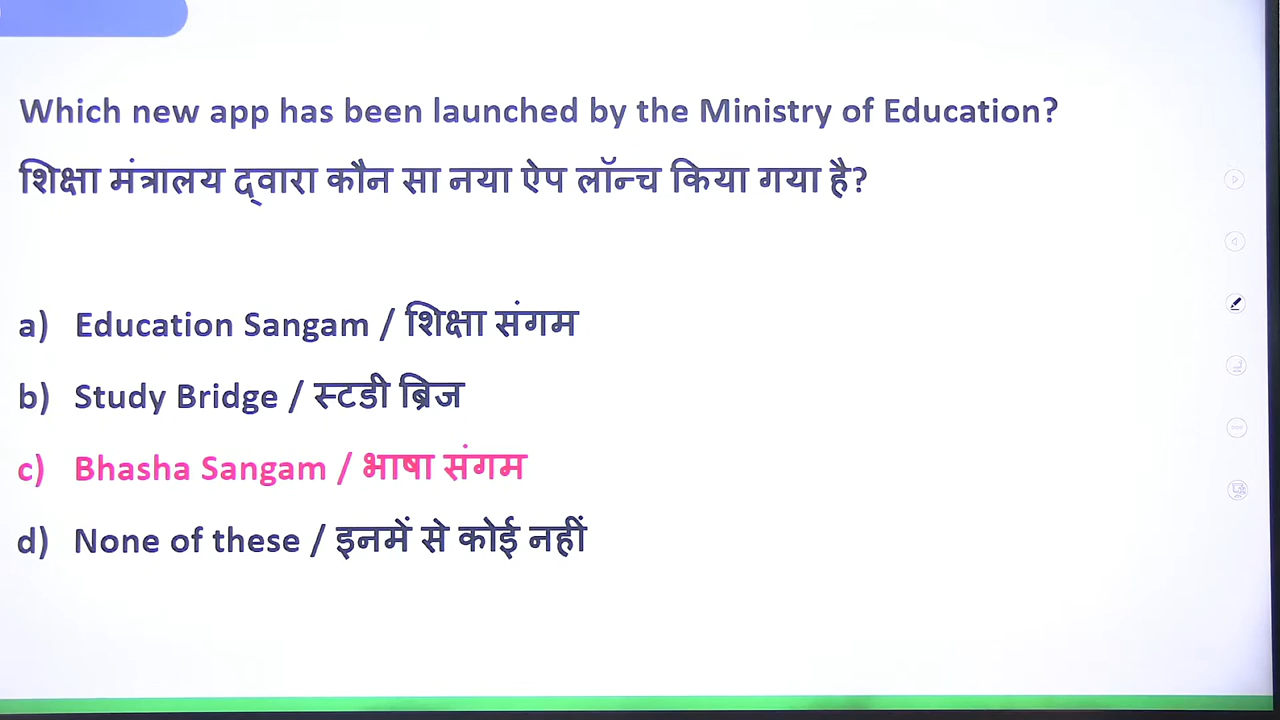 Which new app has been launched by the Ministry of Education?
शिक्षा मंत्रालय द्वारा कौन सा नया ऐप लॉन्च किया गया है?
a) Education Sangam / शिक्षा संगम
b) Study Bridge / स्टडी ब्रिज
c) Bhasha Sangam / भाषा संगम
d) None of these / इनमें से कोई नहीं